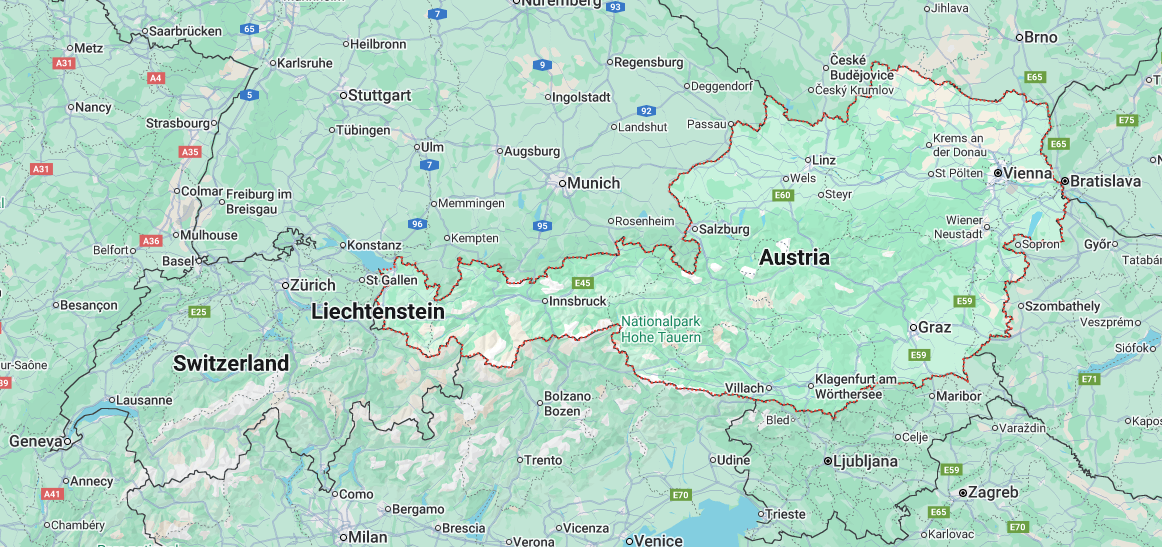 Nuremberg
93
7
Saarbrücken
65
Jihlava
Metz
Heilbronn
Brno
A31
Karlsruhe
9
Regensburg
České
Budějovice
E65
A4
Deggendorf
Český Krumlov
5
Stuttgart
Ingolstadt
Nancy
92
Strasbourg
Tübingen
Landshut
Passau
E75
Krems an
der Donau
E65
A35
Ulm
Augsburg
Linz
A31
7
St Pölten
Vienna
Wels
Bratislava
Colmar
Freiburg im
Breisgau
Munich
E60
Steyr
Memmingen
96
95
Rosenheim
Salzburg
Wiener
Neustadt
Mulhouse
A36
Kempten
Konstanz
Sopron
Győr
Belfort
Basel
Austria
Tatabán
St Gallen
Zürich
E45
Innsbruck
E59
Szombathely
Besançon
E25
Liechtenstein
Nationalpark
Hohe Tauern
Veszprém
Graz
Siófok
E59
Switzerland
ur-Saône
39
E71
Villach
Klagenfurt am
Wörthersee
Lausanne
Bolzano
Bozen
Maribor
Bled
Kapos
Varaždin
Geneva
Celje
Trento
Udine
Ljubljana
E59
Annecy
A41
Como
E70
Zagreb
Bergamo
Trieste
E65
Chambéry
Brescia
Vicenza
E70
Karlovac
Milan
Verona
Venice